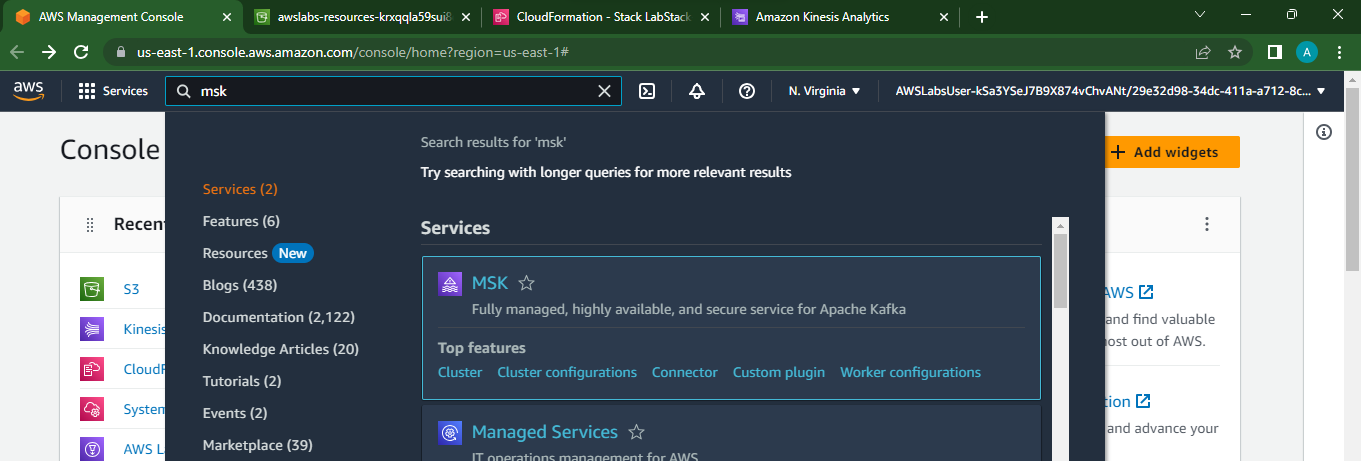 AWS Management Console
awslabs-resources-krxqqla59sui8
CloudFormation - Stack LabStack
Amazon Kinesis Analytics
us-east-1.console.aws.amazon.com/console/home?region=us-east-1#
A
aws
Services
msk
N. Virginia
AWSLabsUser-kSa3YSeJ7B9X874vChvANt/29e32d98-34dc-411a-a712-8c...
Console
Search results for 'msk'
Try searching with longer queries for more relevant results
Add widgets
Services (2)
Features (6)
Resources New
Blogs (438)
Documentation (2,122)
Knowledge Articles (20)
Tutorials (2)
Events (2)
Marketplace (39)
Services
MSK
Fully managed, highly available, and secure service for Apache Kafka
Top features
Cluster Cluster configurations Connector Custom plugin Worker configurations
Managed Services
IT operations management for AWS
Recen
S3
Kinesis
CloudF
System
AWS L
AWS
and find valuable
ost out of AWS.
tion
and advance your